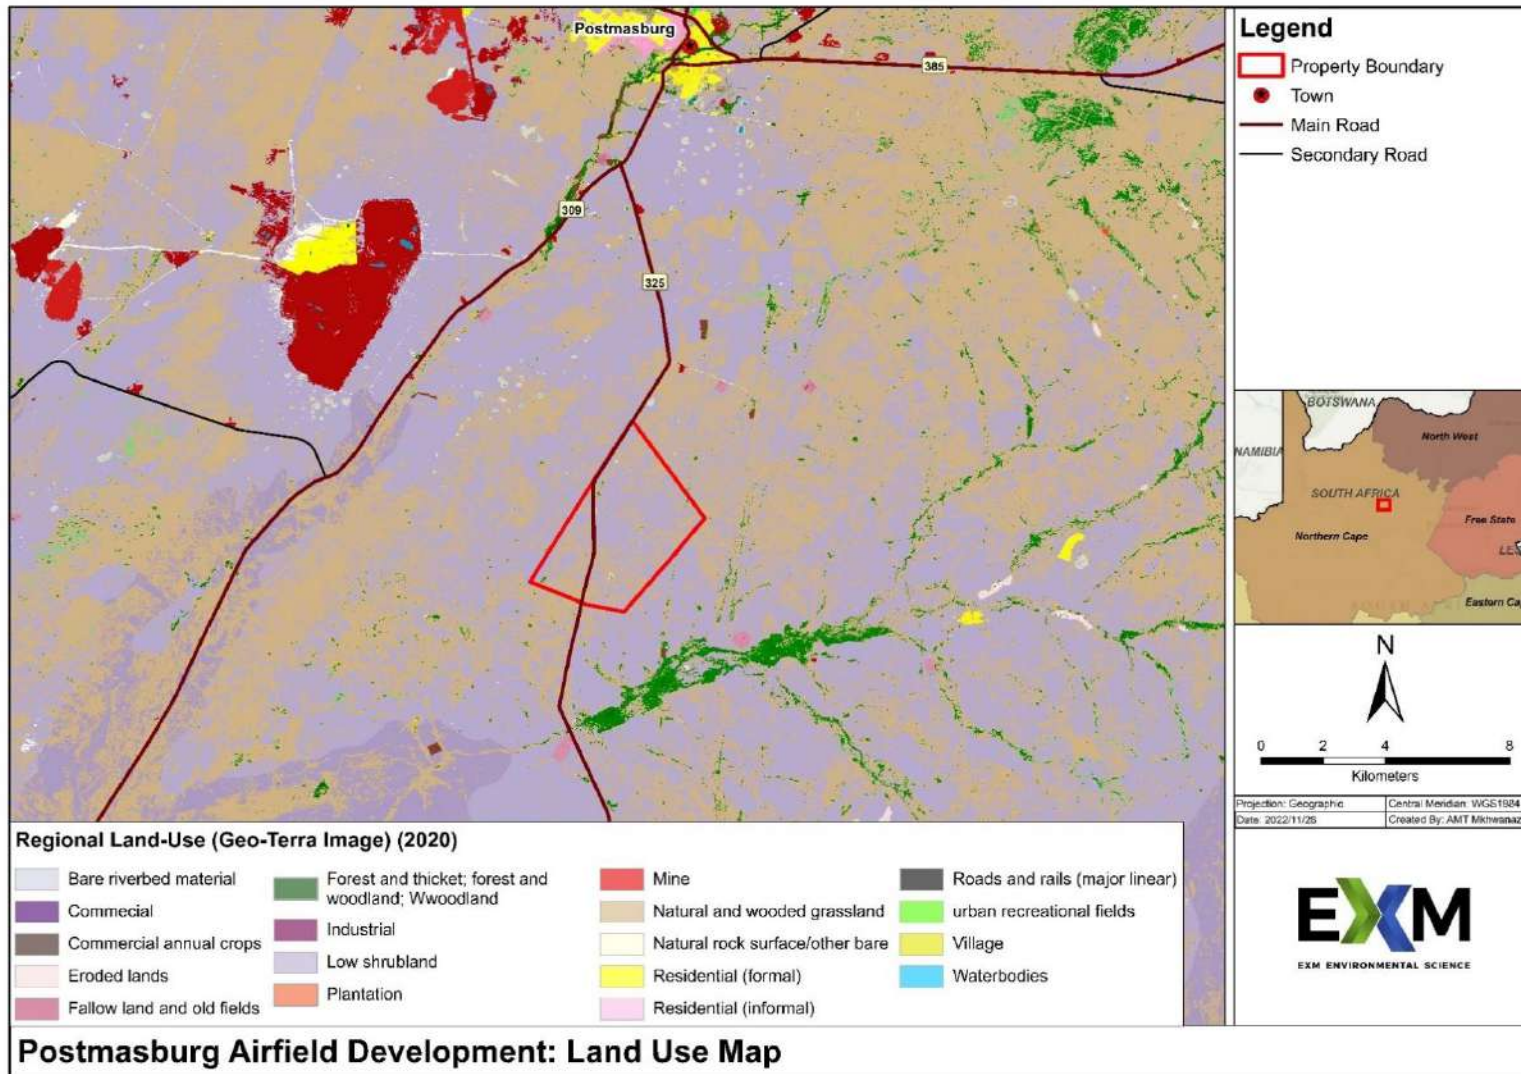 Postmasburg
385
309
325
Legend
Property Boundary
Town
Main Road
Secondary Road
BOTSWANA
North West
NAMIBIA
SOUTH AFRICA
Free State
Northern Cape
Eastern Cap
N
0 2 4 8
Kilometers
Projection: Geographic Central Meridian: WGS1984
Date: 2022/11/28 Created By: AMT Mkhwanaz
EXM
EXM ENVIRONMENTAL SCIENCE
Regional Land-Use (Geo-Terra Image) (2020)
Bare riverbed material
Commecial
Commercial annual crops
Eroded lands
Fallow land and old fields
Forest and thicket; forest and
woodland; Wwoodland
Industrial
Low shrubland
Plantation
Mine
Natural and wooded grassland
Natural rock surface/other bare
Residential (formal)
Residential (informal)
Roads and rails (major linear)
urban recreational fields
Village
Waterbodies
Postmasburg Airfield Development: Land Use Map